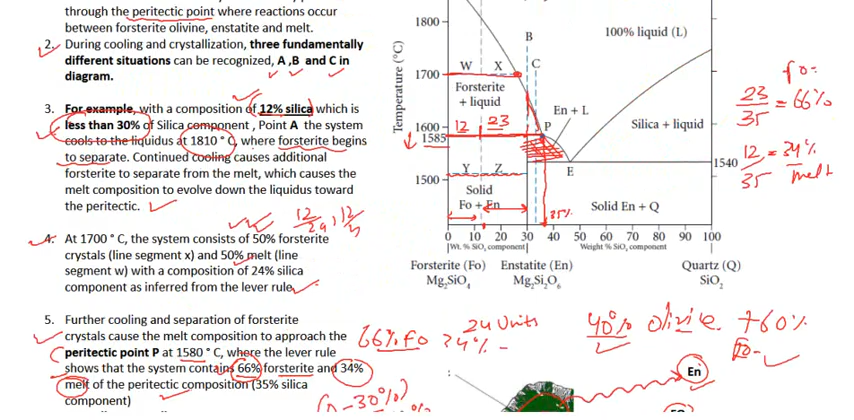 through the peritectic point where reactions occur
between forsterite olivine, enstatite and melt.
2. During cooling and crystallization, three fundamentally
different situations can be recognized, A ,B and C in
diagram.
3. For example, with a composition of 12% silica which is
less than 30% of Silica component , Point A the system
cools to the liquidus at 1810 ° C, where forsterite begins
to separate. Continued cooling causes additional
forsterite to separate from the melt, which causes the
melt composition to evolve down the liquidus toward
the peritectic.
4. At 1700 ° C, the system consists of 50% forsterite
crystals (line segment x) and 50% melt (line
segment w) with a composition of 24% silica
component as inferred from the lever rule.
5. Further cooling and separation of forsterite
crystals cause the melt composition to approach the
peritectic point P at 1580 ° C, where the lever rule
shows that the system contains 66% forsterite and 34%
melt of the peritectic composition (35% silica
component)
12/24, 12/
66% Fo
34% -
24 Units
40% olivine +60%
(0-30%)
Temperature (°C)
1800
1700
1600
1585
1500
B
C
100% liquid (L)
W X
Forsterite
+ liquid
12 23
P
En + L
Silica + liquid
E
1540
Y Z
Solid
Fo + En
Solid En + Q
35%
0 10 20 30 40 50 60 70 80 90 100
Wt. % SiO₂ component
Weight % SiO₂ component
Forsterite (Fo)
Mg₂SiO₄
Enstatite (En)
Mg₂Si₂O₆
Quartz (Q)
SiO₂
fo=
23/35 = 66%
12/35 = 34%
melt
En